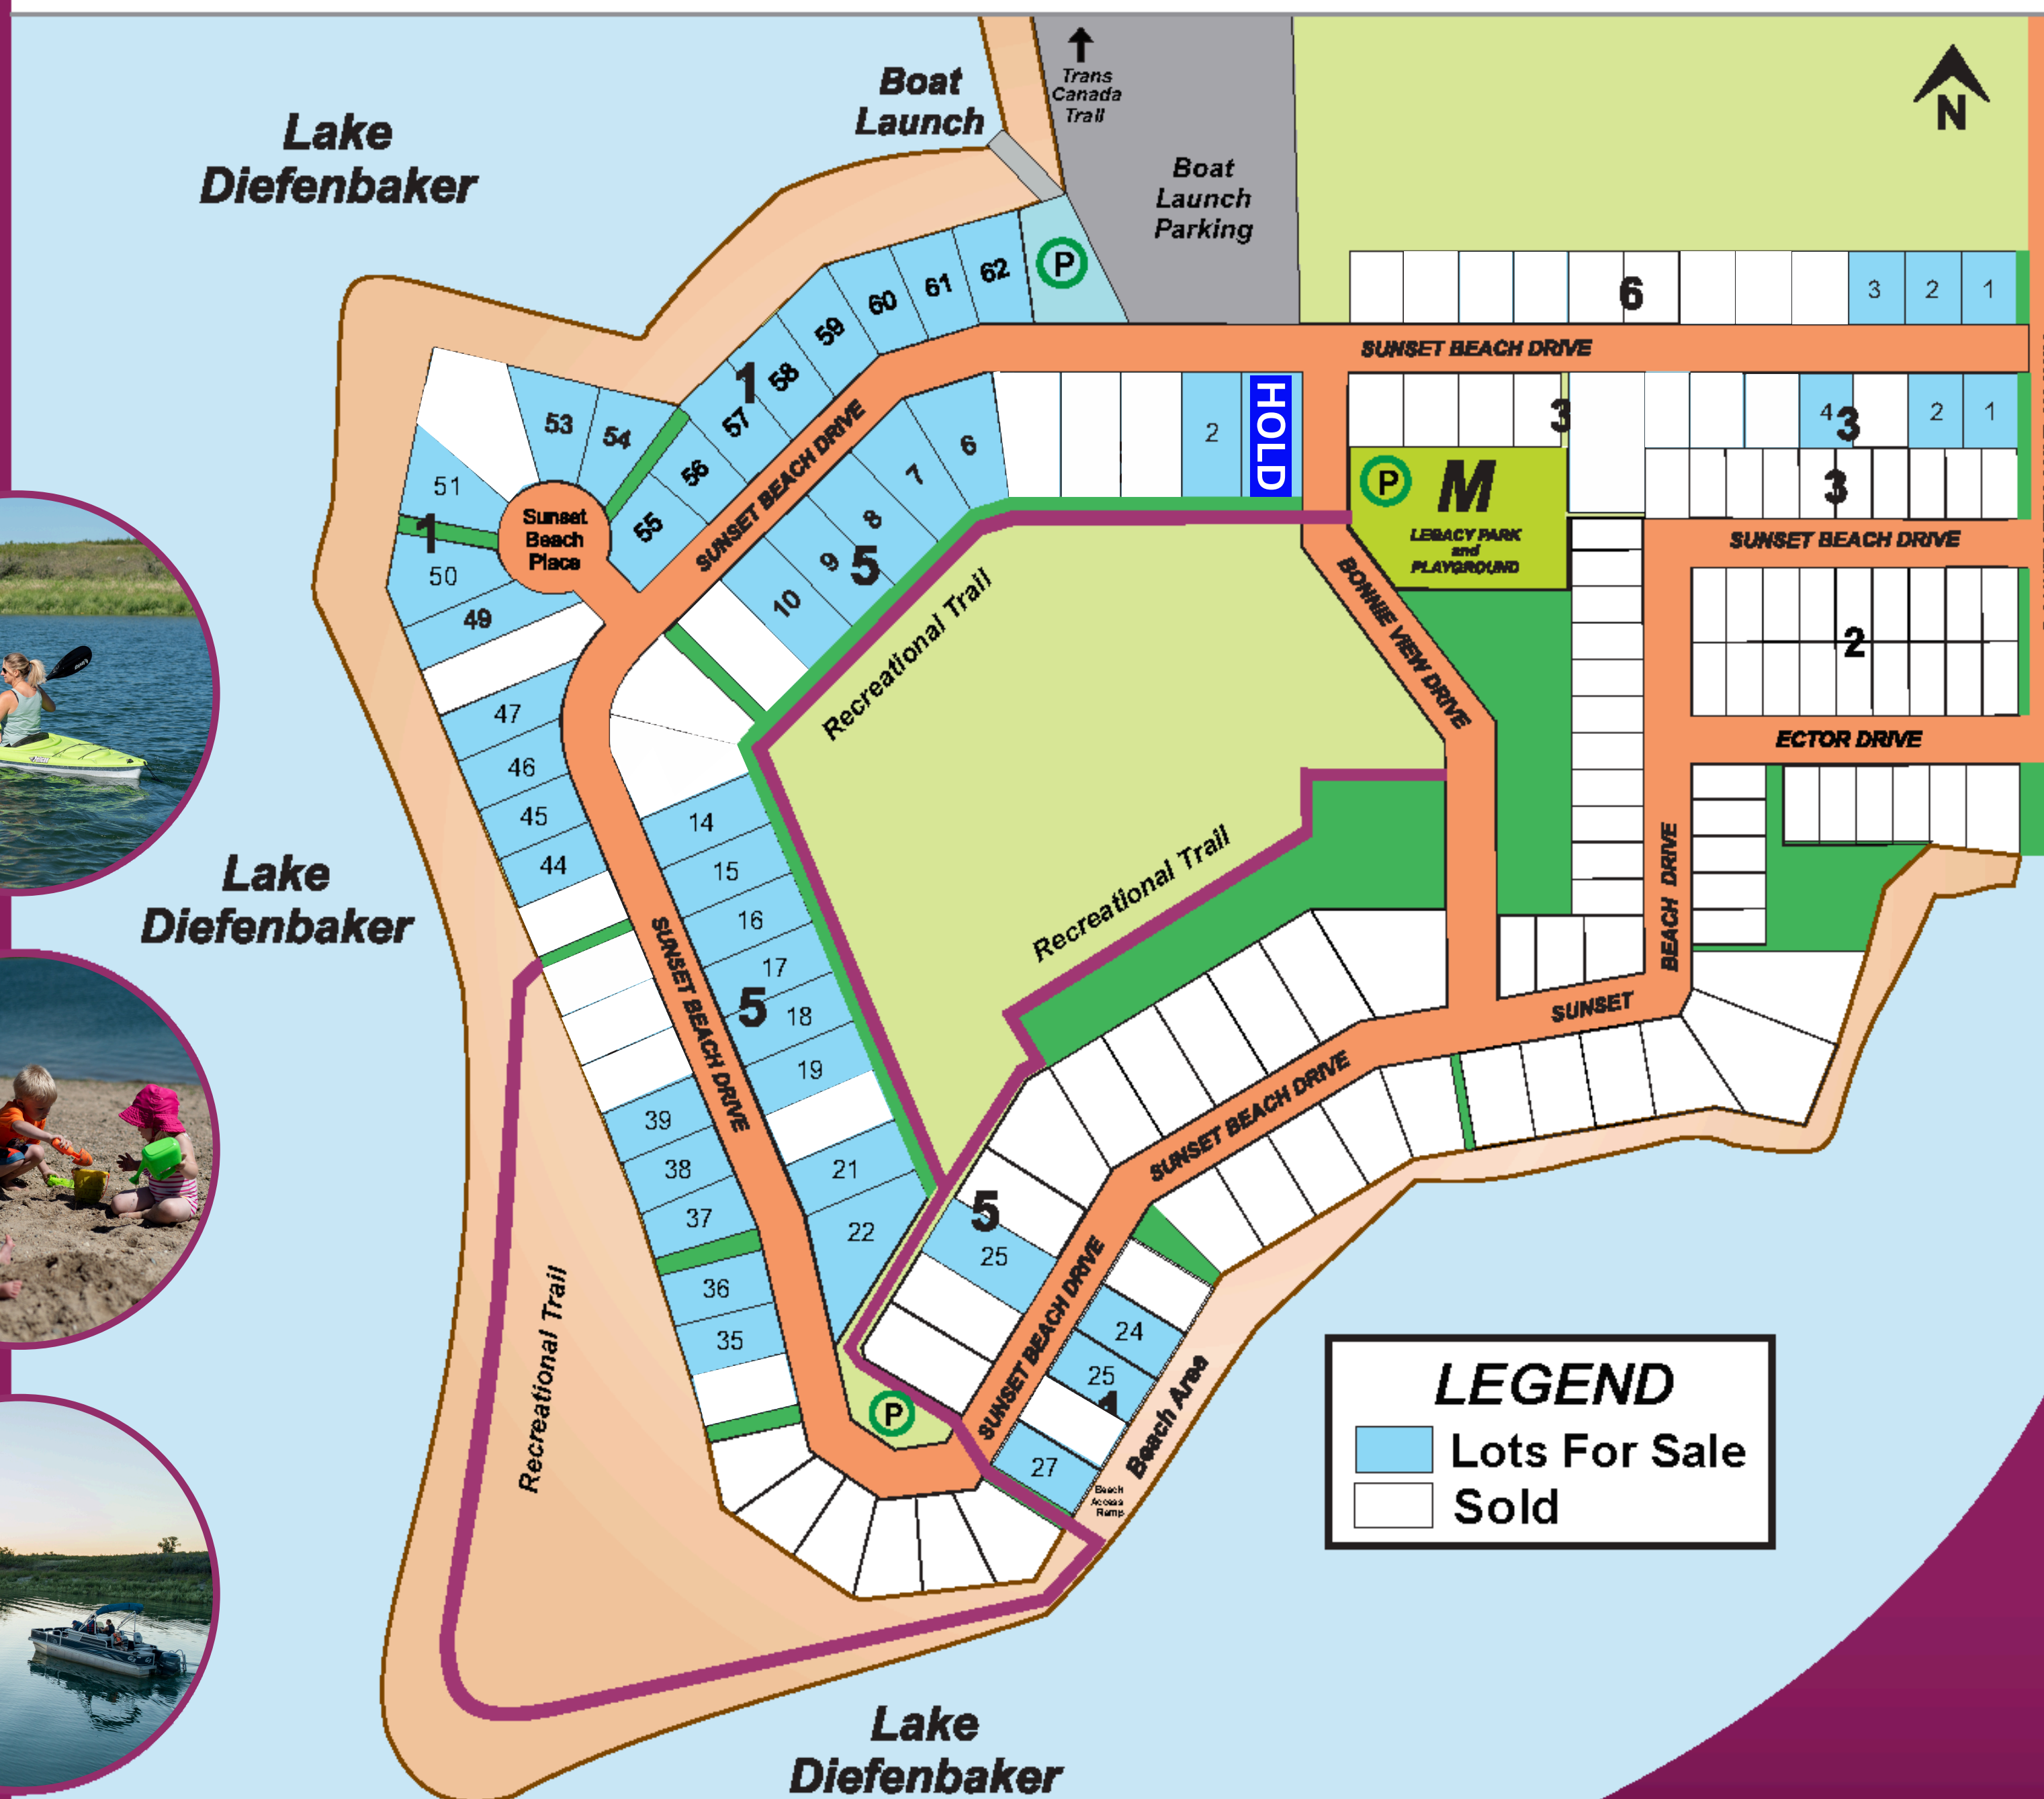 Lake
Diefenbaker
Boat
Launch
Trans
Canada
Trail
Boat
Launch
Parking
N
P
62
61
60
59
58
57
56
55
1
54
53
51
1
50
49
Sunset
Beach
Place
47
46
45
44
39
38
37
36
35
6
3
2
1
SUNSET BEACH DRIVE
SUNSET BEACH DRIVE
HOLD
2
6
7
8
9
10
5
3
4
3
2
1
3
P
M
LEGACY PARK
and
PLAYGROUND
SUNSET BEACH DRIVE
2
ECTOR DRIVE
BONNIE VIEW DRIVE
Recreational Trail
Recreational Trail
Lake
Diefenbaker
14
15
16
17
5
18
19
21
22
SUNSET BEACH DRIVE
BEACH DRIVE
SUNSET
SUNSET BEACH DRIVE
5
25
SUNSET BEACH DRIVE
24
25
1
27
Beach Area
Beach
Access
Ramp
P
Recreational Trail
LEGEND
Lots For Sale
Sold
Lake
Diefenbaker